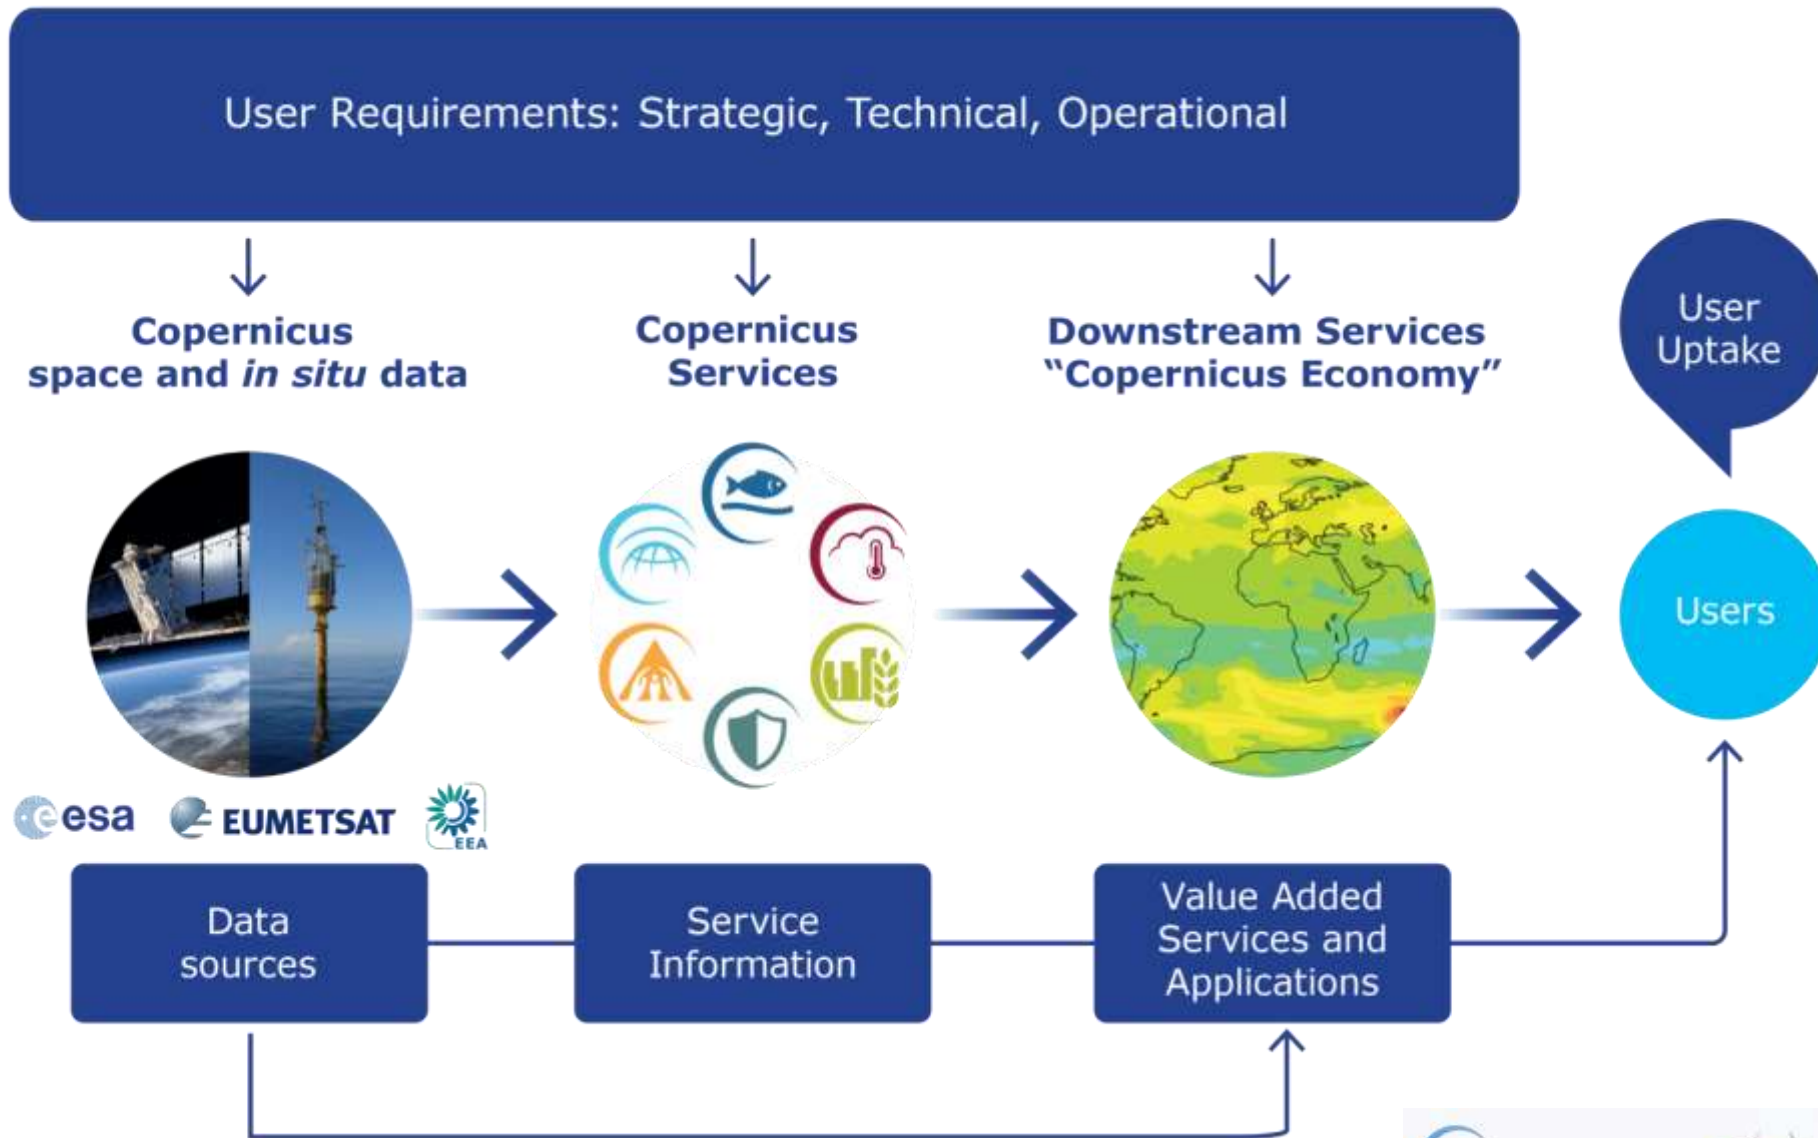 User Requirements: Strategic, Technical, Operational
Copernicus
space and in situ data
Copernicus
Services
Downstream Services
“Copernicus Economy”
User
Uptake
Users
esa
EUMETSAT
EEA
Data
sources
Service
Information
Value Added
Services and
Applications